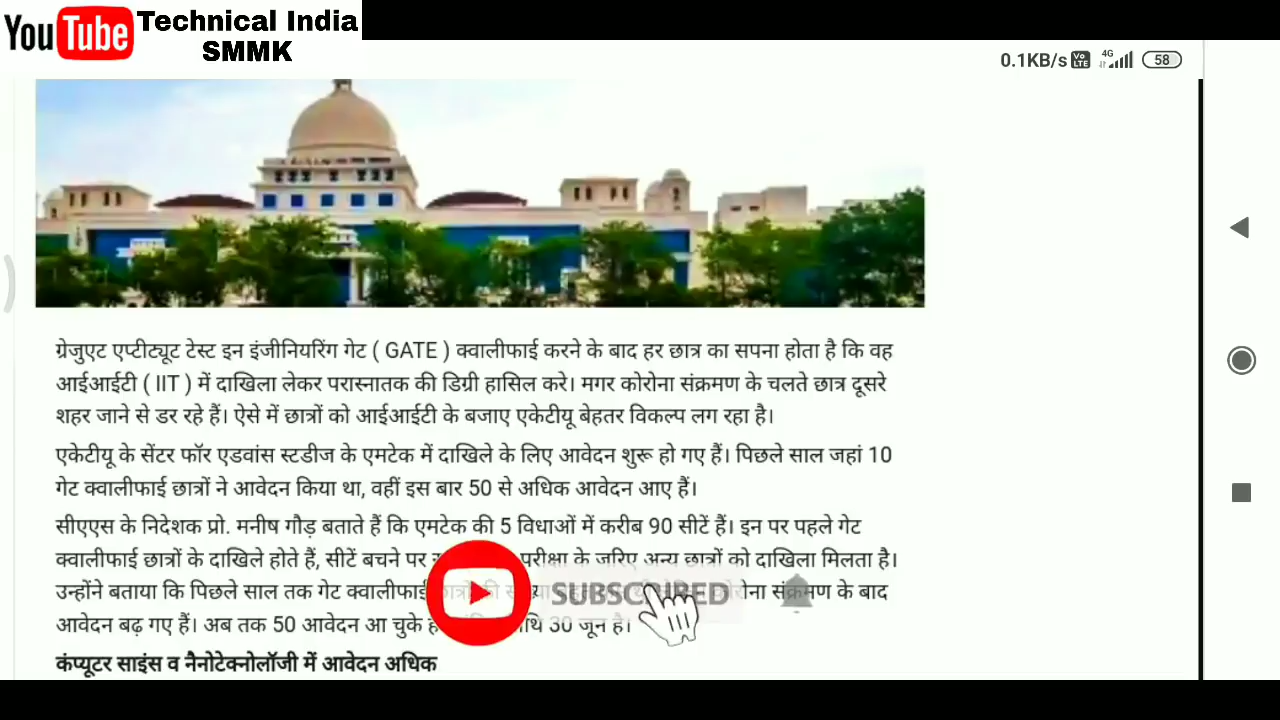 YouTube Technical India
SMMK
0.1KB/s Vo LTE 4G 58
ग्रेजुएट एप्टीट्यूट टेस्ट इन इंजीनियरिंग गेट ( GATE ) क्वालीफाई करने के बाद हर छात्र का सपना होता है कि वह
आईआईटी ( IIT ) में दाखिला लेकर परास्नातक की डिग्री हासिल करे। मगर कोरोना संक्रमण के चलते छात्र दूसरे
शहर जाने से डर रहे हैं। ऐसे में छात्रों को आईआईटी के बजाए एकेटीयू बेहतर विकल्प लग रहा है।
एकेटीयू के सेंटर फॉर एडवांस स्टडीज के एमटेक में दाखिले के लिए आवेदन शुरू हो गए हैं। पिछले साल जहां 10
गेट क्वालीफाई छात्रों ने आवेदन किया था, वहीं इस बार 50 से अधिक आवेदन आए हैं।
सीएएस के निदेशक प्रो. मनीष गौड़ बताते हैं कि एमटेक की 5 विधाओं में करीब 90 सीटें हैं। इन पर पहले गेट
क्वालीफाई छात्रों के दाखिले होते हैं, सीटें बचने पर परीक्षा के जरिए अन्य छात्रों को दाखिला मिलता है।
उन्होंने बताया कि पिछले साल तक गेट क्वालीफाई छात्रों की संक्रमण के बाद
आवेदन बढ़ गए हैं। अब तक 50 आवेदन आ चुके 30 जून है।
SUBSCRIBED
कंप्यूटर साइंस व नैनोटेक्नोलॉजी में आवेदन अधिक